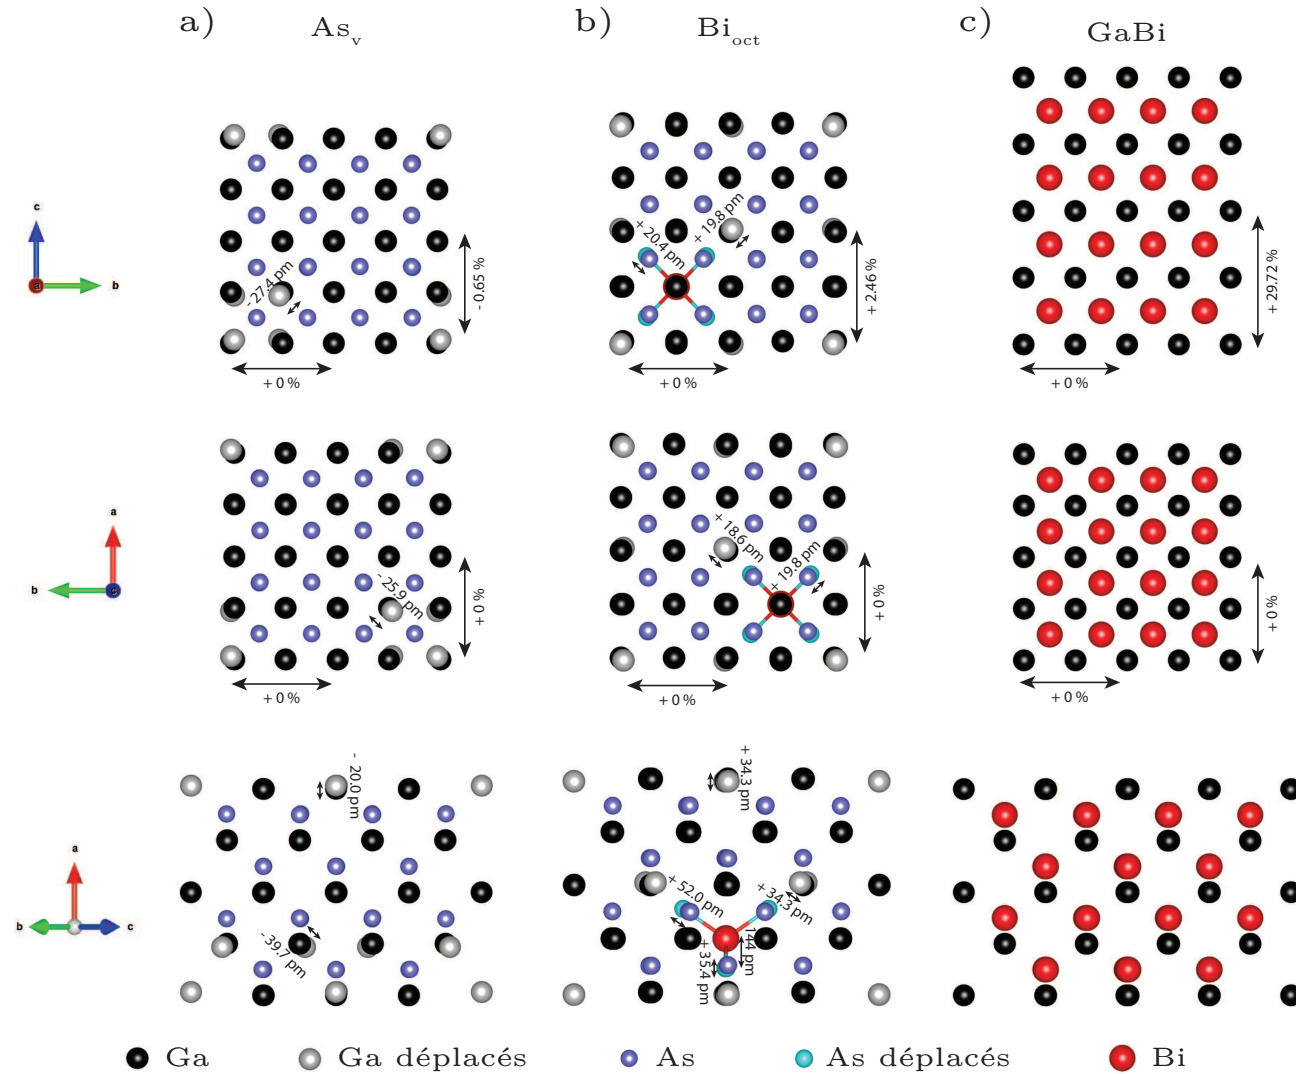 a)
As_v
b)
Bi_oct
c)
GaBi
c
a
b
- 27.4 pm
- 0.65 %
+ 0 %
+ 20.4 pm
+ 19.8 pm
+ 2.46 %
+ 0 %
+ 29.72 %
+ 0 %
a
b
c
- 25.9 pm
+ 0 %
+ 0 %
+ 18.6 pm
+ 19.8 pm
+ 0 %
+ 0 %
+ 0 %
+ 0 %
a
b
c
- 20.0 pm
- 39.7 pm
+ 34.3 pm
+ 52.0 pm
+ 34.3 pm
144 pm
+ 35.4 pm
Ga
Ga déplacés
As
As déplacés
Bi